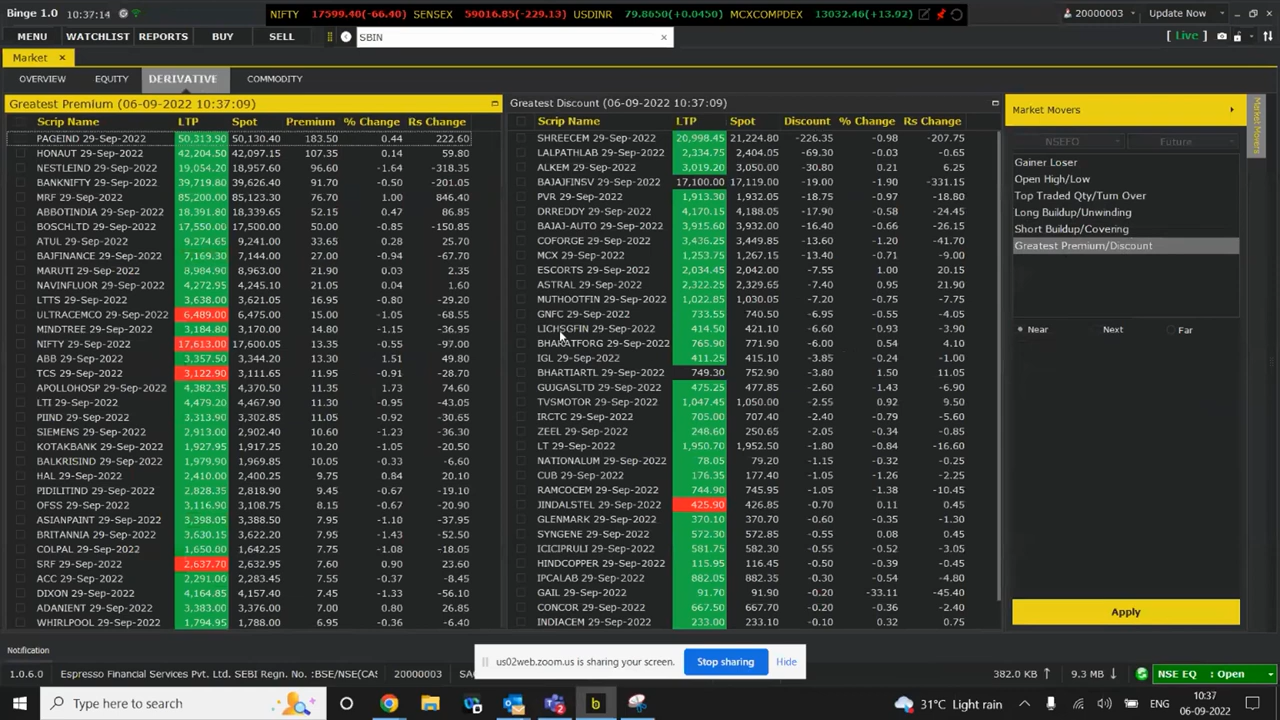 Binge 1.0
10:37:14
NIFTY 17599.40(-66.40) SENSEX 59016.85(-229.13) USDINR 79.8650(+0.0450) MCXCOMPDEX 13032.46(+13.92)
20000003 Update Now
MENU WATCHLIST REPORTS BUY SELL SBIN [ Live ]
Market
OVERVIEW EQUITY DERIVATIVE COMMODITY
Greatest Premium (06-09-2022 10:37:09)
Scrip Name LTP Spot Premium % Change Rs Change
PAGEIND 29-Sep-2022 50,313.90 50,130.40 183.50 0.44 222.60
HONAUT 29-Sep-2022 42,204.50 42,097.15 107.35 0.14 59.80
NESTLEIND 29-Sep-2022 19,054.20 18,957.60 96.60 -1.64 -318.35
BANKNIFTY 29-Sep-2022 39,719.80 39,626.40 91.70 -0.50 -201.05
MRF 29-Sep-2022 85,200.00 85,123.30 76.70 1.00 846.40
ABBOTINDIA 29-Sep-2022 18,391.80 18,339.65 52.15 0.47 86.85
BOSCHLTD 29-Sep-2022 17,550.00 17,500.00 50.00 -0.85 -150.85
ATUL 29-Sep-2022 9,274.65 9,241.00 33.65 0.28 25.70
BAJFINANCE 29-Sep-2022 7,169.30 7,144.00 27.00 -0.94 -67.70
MARUTI 29-Sep-2022 8,984.90 8,963.00 21.90 0.03 2.35
NAVINFLUOR 29-Sep-2022 4,272.95 4,245.10 21.05 0.04 1.60
LTTS 29-Sep-2022 3,638.00 3,621.05 16.95 -0.80 -29.20
ULTRACEMCO 29-Sep-2022 6,489.00 6,475.00 15.00 -1.05 -68.55
MINDTREE 29-Sep-2022 3,184.80 3,170.00 14.80 -1.15 -36.95
NIFTY 29-Sep-2022 17,613.00 17,600.05 13.35 -0.55 -97.00
ABB 29-Sep-2022 3,357.50 3,344.20 13.30 1.51 49.80
TCS 29-Sep-2022 3,122.90 3,111.65 11.95 -0.91 -28.70
APOLLOHOSP 29-Sep-2022 4,382.35 4,370.50 11.35 1.73 74.60
LTI 29-Sep-2022 4,479.20 4,467.90 11.30 -0.95 -43.05
PIIND 29-Sep-2022 3,313.90 3,302.85 11.05 -0.92 -30.65
SIEMENS 29-Sep-2022 2,913.00 2,902.40 10.60 -1.23 -36.30
KOTAKBANK 29-Sep-2022 1,927.95 1,917.25 10.25 -1.05 -20.50
BALKRISIND 29-Sep-2022 1,979.90 1,969.85 10.05 -0.33 -6.60
HAL 29-Sep-2022 2,410.00 2,400.25 9.75 0.84 20.10
PIDILITIND 29-Sep-2022 2,828.35 2,818.90 9.45 -0.67 -19.10
OFSS 29-Sep-2022 3,116.90 3,108.75 8.15 -0.67 -20.90
ASIANPAINT 29-Sep-2022 3,398.05 3,388.50 7.95 -1.10 -37.95
BRITANNIA 29-Sep-2022 3,630.15 3,622.20 7.95 -1.43 -52.50
COLPAL 29-Sep-2022 1,650.00 1,642.25 7.75 -1.08 -18.05
SRF 29-Sep-2022 2,637.70 2,632.95 7.60 0.90 23.60
ACC 29-Sep-2022 2,291.00 2,283.45 7.55 -0.37 -8.45
DIXON 29-Sep-2022 4,164.85 4,157.40 7.45 -1.33 -56.10
ADANIENT 29-Sep-2022 3,383.00 3,376.00 7.00 0.80 26.85
WHIRLPOOL 29-Sep-2022 1,794.95 1,788.00 6.95 -0.36 -6.40
Greatest Discount (06-09-2022 10:37:09)
Scrip Name LTP Spot Discount % Change Rs Change
SHREECEM 29-Sep-2022 20,998.45 21,224.80 -226.35 -0.98 -207.75
LALPATHLAB 29-Sep-2022 2,334.75 2,404.05 -69.30 -0.03 -0.65
ALKEM 29-Sep-2022 3,019.20 3,050.00 -30.80 0.21 6.25
BAJAJFINSV 29-Sep-2022 17,100.00 17,119.00 -19.00 -1.90 -331.15
PVR 29-Sep-2022 1,913.30 1,932.05 -18.75 -0.97 -18.80
DRREDDY 29-Sep-2022 4,170.15 4,188.05 -17.90 -0.58 -24.45
BAJAJ-AUTO 29-Sep-2022 3,915.60 3,932.00 -16.40 -0.66 -26.15
COFORGE 29-Sep-2022 3,436.25 3,449.85 -13.60 -1.20 -41.70
MCX 29-Sep-2022 1,253.75 1,267.15 -13.40 -0.71 -9.00
ESCORTS 29-Sep-2022 2,034.45 2,042.00 -7.55 1.00 20.15
ASTRAL 29-Sep-2022 2,322.25 2,329.65 -7.40 0.95 21.90
MUTHOOTFIN 29-Sep-2022 1,022.85 1,030.05 -7.20 -0.75 -7.75
GNFC 29-Sep-2022 733.55 740.50 -6.95 -0.55 -4.05
LICHSGFIN 29-Sep-2022 414.50 421.10 -6.60 -0.93 -3.90
BHARATFORG 29-Sep-2022 765.90 771.90 -6.00 0.54 4.10
IGL 29-Sep-2022 411.25 415.10 -3.85 -0.24 -1.00
BHARTIARTL 29-Sep-2022 749.30 752.90 -3.80 1.50 11.05
GUJGASLTD 29-Sep-2022 475.25 477.85 -2.60 -1.43 -6.90
TVSMOTOR 29-Sep-2022 1,047.45 1,050.00 -2.55 0.92 9.50
IRCTC 29-Sep-2022 705.00 707.40 -2.40 -0.79 -5.60
ZEEL 29-Sep-2022 248.60 250.65 -2.05 -0.34 -0.85
LT 29-Sep-2022 1,950.70 1,950.40 -1.80 -0.84 -16.60
NATIONALUM 29-Sep-2022 78.05 79.20 -1.15 -0.32 -0.25
CUB 29-Sep-2022 176.35 177.40 -1.05 -1.26 -2.25
RAMCOCEM 29-Sep-2022 744.90 745.95 -1.05 -1.38 -10.45
JINDALSTEL 29-Sep-2022 425.90 426.85 -0.70 0.11 0.45
GLENMARK 29-Sep-2022 370.10 370.70 -0.60 -0.35 -1.30
SYNGENE 29-Sep-2022 572.30 572.85 -0.55 0.08 0.45
ICICIPRULI 29-Sep-2022 581.75 582.30 -0.55 -0.52 -3.05
HINDCOPPER 29-Sep-2022 115.95 116.45 -0.50 -0.39 -0.45
IPCALAB 29-Sep-2022 882.05 882.35 -0.30 -0.54 -4.80
GAIL 29-Sep-2022 91.70 91.90 -0.20 -33.11 -45.40
CONCOR 29-Sep-2022 667.50 667.70 -0.20 -0.36 -2.40
INDIACEM 29-Sep-2022 233.00 233.10 -0.10 0.32 0.75
Market Movers
NSEFO Future
Gainer Loser
Open High/Low
Top Traded Qty/Turn Over
Long Buildup/Unwinding
Short Buildup/Covering
Greatest Premium/Discount
Near Next Far
Apply
Market Movers
Notification
us02web.zoom.us is sharing your screen. Stop sharing Hide
1.0.6.0 Espresso Financial Services Pvt. Ltd. SEBI Regn. No. :BSE/NSE(CAS 20000003 382.0 KB 9.3 MB NSE EQ : Open
Type here to search
31°C Light rain ENG 10:37
06-09-2022